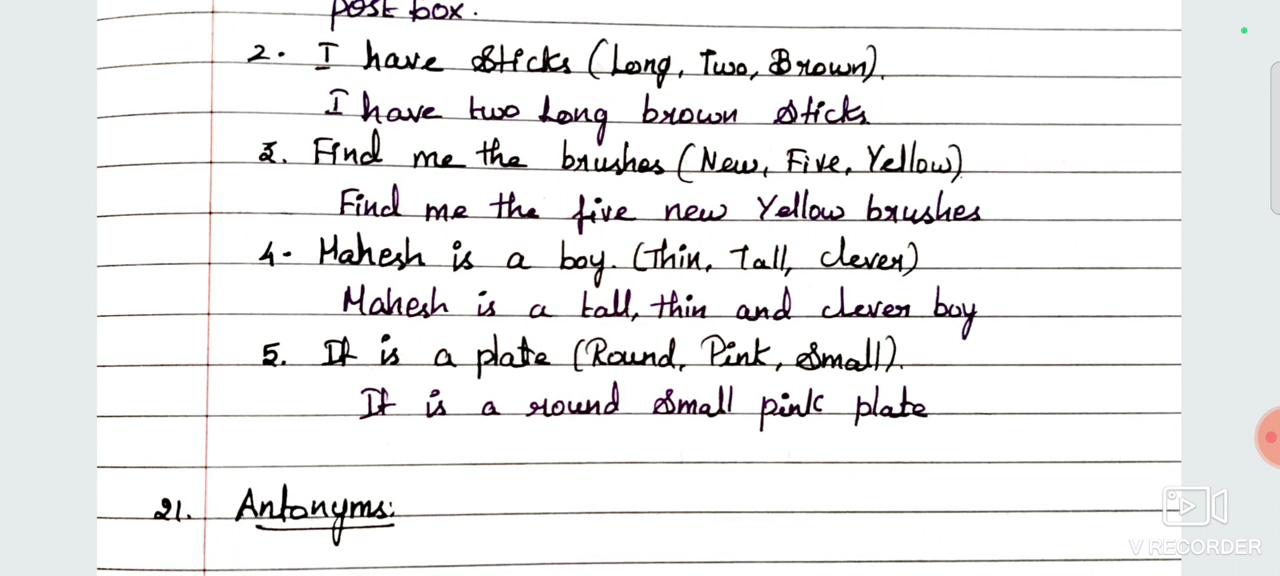 post box.
2. I have sticks (Long, Two, Brown).
I have two long brown sticks
3. Find me the brushes (New, Five, Yellow)
Find me the five new Yellow brushes
4. Mahesh is a boy. (Thin, Tall, clever)
Mahesh is a tall, thin and clever boy
5. It is a plate (Round, Pink, Small).
It is a round small pink plate
21. Antonyms:
V RECORDER